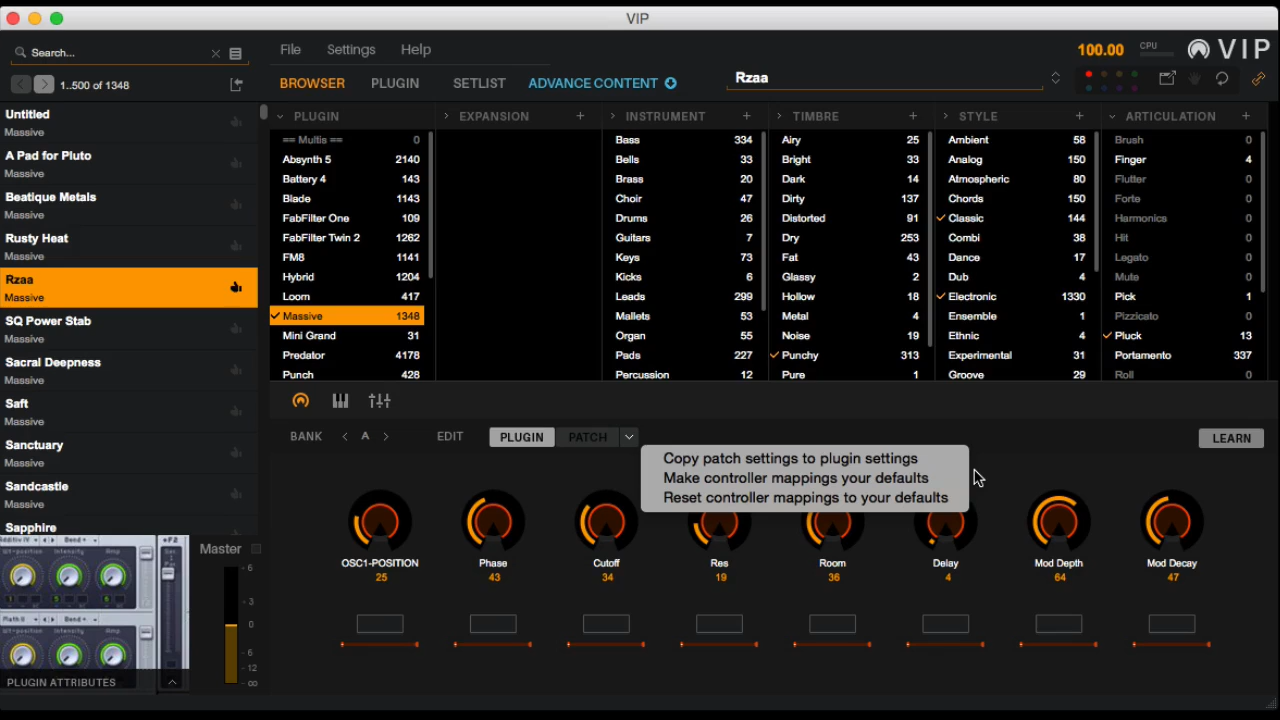 VIP
Search...
1..500 of 1348
File Settings Help
100.00 CPU VIP
BROWSER PLUGIN SETLIST ADVANCE CONTENT
Rzaa
Untitled
Massive
A Pad for Pluto
Massive
Beatique Metals
Massive
Rusty Heat
Massive
Rzaa
Massive
SQ Power Stab
Massive
Sacral Deepness
Massive
Saft
Massive
Sanctuary
Massive
Sandcastle
Massive
Sapphire
PLUGIN
== Multis == 0
Absynth 5 2140
Battery 4 143
Blade 1143
FabFilter One 109
FabFilter Twin 2 1262
FM8 1141
Hybrid 1204
Loom 417
Massive 1348
Mini Grand 31
Predator 4178
Punch 428
EXPANSION +
INSTRUMENT +
Bass 334
Bells 33
Brass 20
Choir 47
Drums 26
Guitars 7
Keys 73
Kicks 6
Leads 299
Mallets 53
Organ 55
Pads 227
Percussion 12
TIMBRE +
Airy 25
Bright 33
Dark 14
Dirty 137
Distorted 91
Dry 253
Fat 43
Glassy 2
Hollow 18
Metal 4
Noise 19
Punchy 313
Pure 1
STYLE +
Ambient 58
Analog 150
Atmospheric 80
Chords 150
Classic 144
Combi 38
Dance 17
Dub 4
Electronic 1330
Ensemble 1
Ethnic 4
Experimental 31
Groove 29
ARTICULATION +
Brush 0
Finger 4
Flutter 0
Forte 0
Harmonics 0
Hit 0
Legato 0
Mute 0
Pick 1
Pizzicato 0
Pluck 13
Portamento 337
Roll 0
BANK A EDIT PLUGIN PATCH LEARN
Copy patch settings to plugin settings
Make controller mappings your defaults
Reset controller mappings to your defaults
OSC1-POSITION
25
Phase
43
Cutoff
34
Res
19
Room
36
Delay
4
Mod Depth
64
Mod Decay
47
Master
6
3
0
6
12
∞
PLUGIN ATTRIBUTES